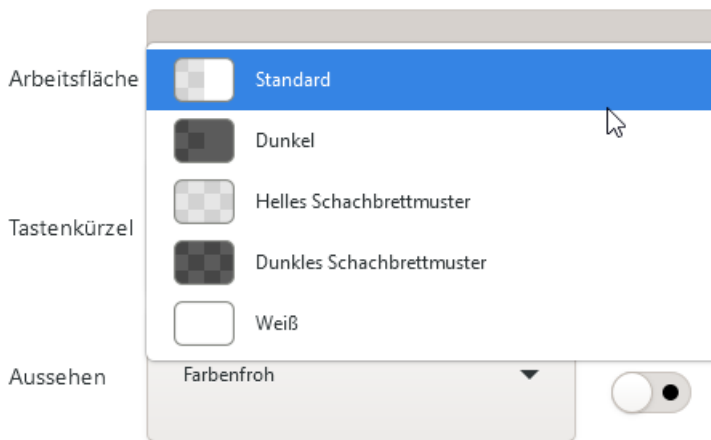 Arbeitsfläche
Standard
Dunkel
Helles Schachbrettmuster
Tastenkürzel
Dunkles Schachbrettmuster
Weiß
Aussehen
Farbenfroh